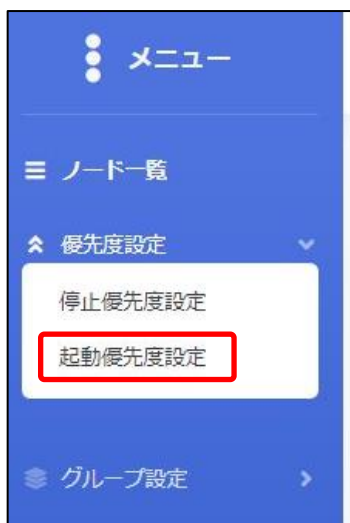 メニュー
ノード一覧
優先度設定
停止優先度設定
起動優先度設定
グループ設定